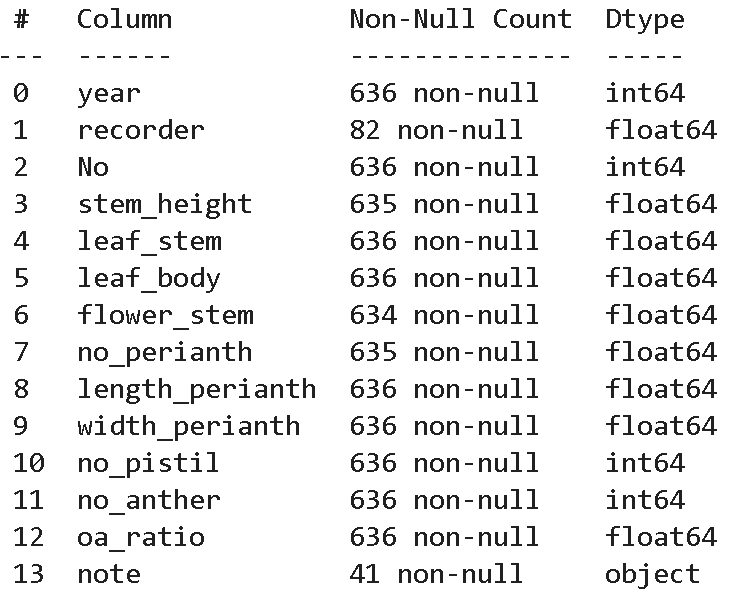 #   Column            Non-Null Count  Dtype
---  ------            --------------  -----
0   year              636 non-null    int64
1   recorder          82 non-null     float64
2   No                636 non-null    int64
3   stem_height       635 non-null    float64
4   leaf_stem         636 non-null    float64
5   leaf_body         636 non-null    float64
6   flower_stem       634 non-null    float64
7   no_perianth       635 non-null    float64
8   length_perianth   636 non-null    float64
9   width_perianth    636 non-null    float64
10  no_pistil         636 non-null    int64
11  no_anther         636 non-null    int64
12  oa_ratio          636 non-null    float64
13  note              41 non-null     object